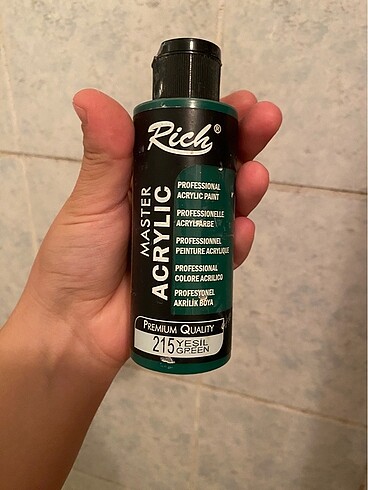 Rich®
MASTER
ACRYLIC
PROFESSIONAL
ACRYLIC PAINT
PROFESSIONELLE
ACRYLFARBE
PROFESSIONNEL
PEINTURE ACRYLIQUE
PROFESSIONAL
COLORE ACRILICO
PROFESYONEL
AKRİLİK BOYA
PREMIUM QUALITY
215 YESIL
GREEN